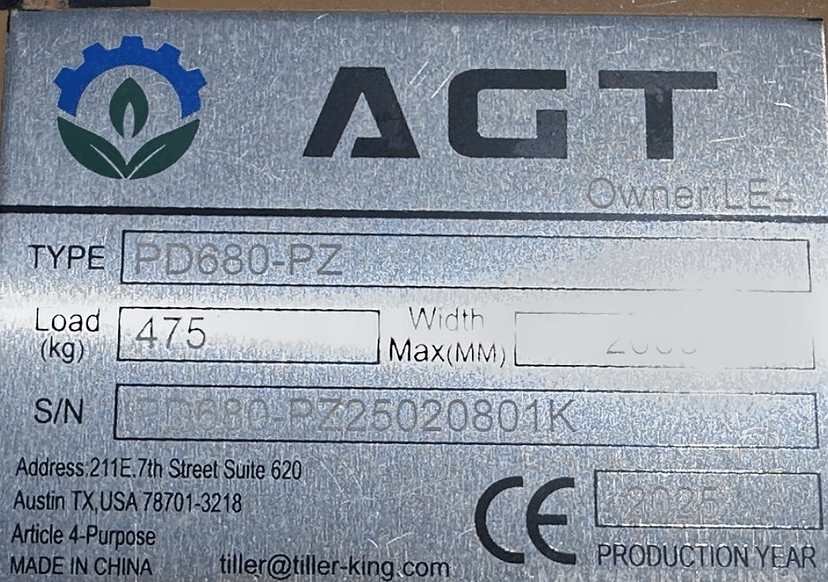 AGT
Owner:LE4
TYPE PD680-PZ
Load (kg) 475 Width Max(MM)
S/N PD680-PZ25020801K
Address:211E.7th Street Suite 620
Austin TX,USA 78701-3218
Article 4-Purpose
MADE IN CHINA tiller@tiller-king.com
CE 2025
PRODUCTION YEAR